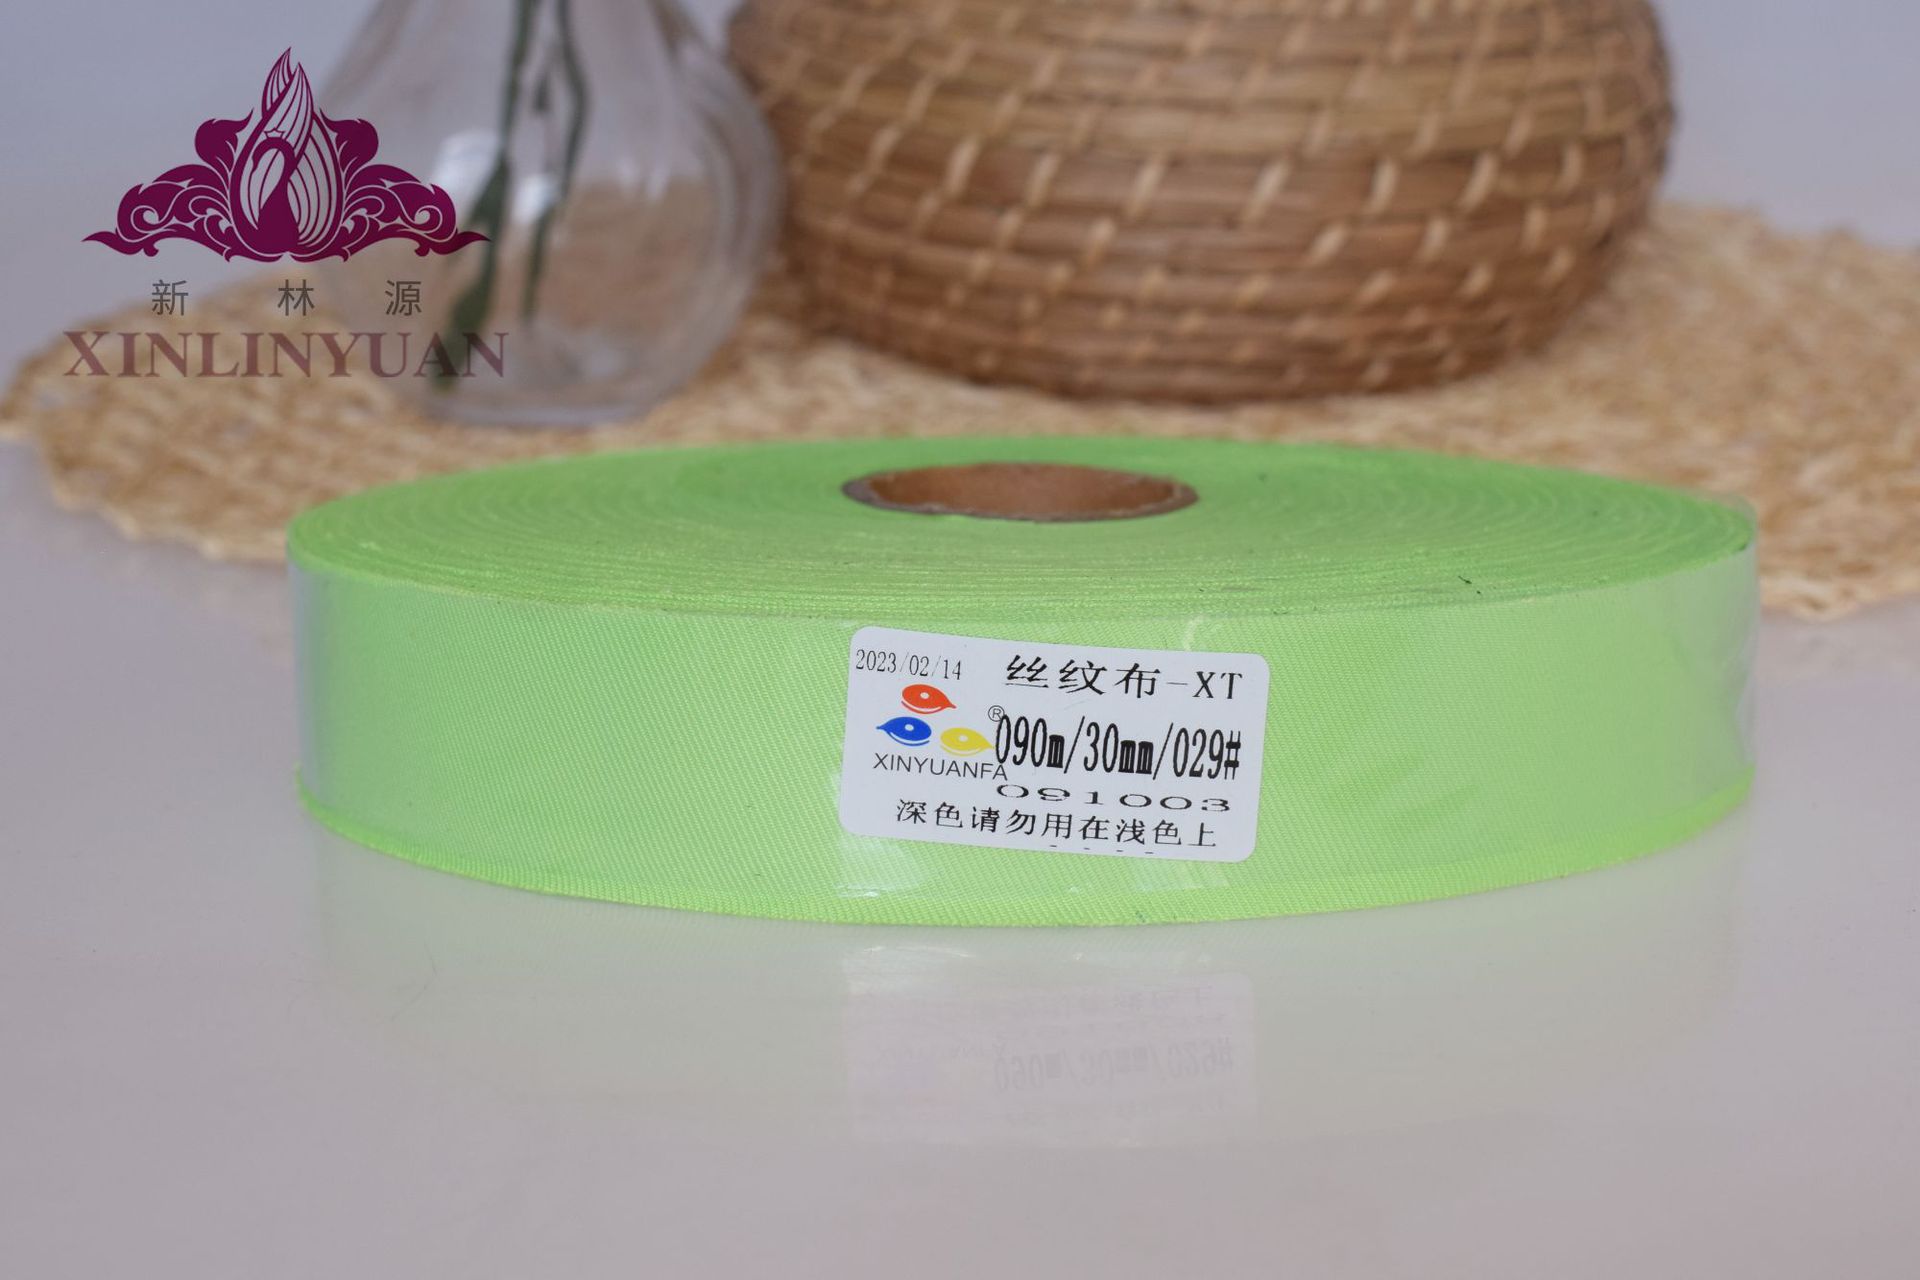 新林源
XINLINYUAN
2023/02/14
丝纹布-XT
®
090m/30mm/029#
XINYUANFA
091003
深色请勿用在浅色上